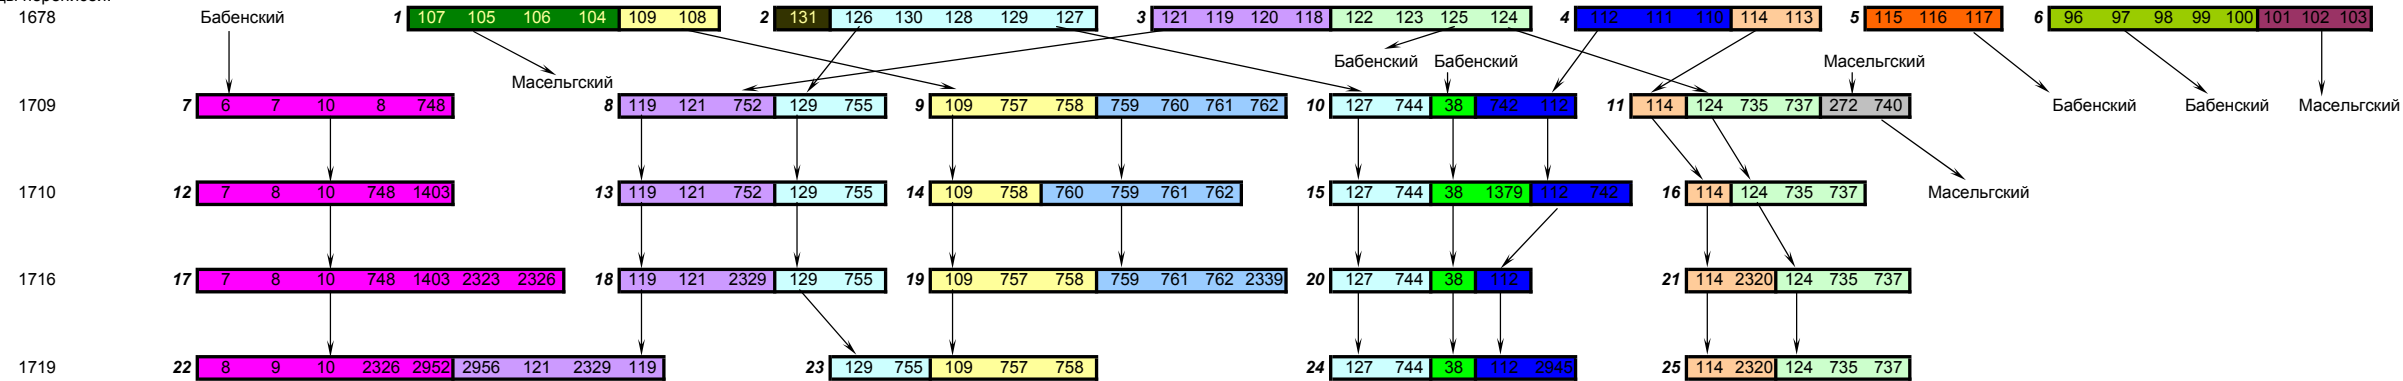 1678 Бабенский 1 107 105 106 104 109 108 2 131 126 130 128 129 127 3 121 119 120 118 122 123 125 124 4 112 111 110 114 113 5 115 116 117 6 96 97 98 99 100 101 102 103
Масельгский Бабенский Бабенский Масельгский
1709 7 6 7 10 8 748 8 119 121 752 129 755 9 109 757 758 759 760 761 762 10 127 744 38 742 112 11 114 124 735 737 272 740 Бабенский Бабенский Масельгский
1710 12 7 8 10 748 1403 13 119 121 752 129 755 14 109 758 760 759 761 762 15 127 744 38 1379 112 742 16 114 124 735 737 Масельгский
1716 17 7 8 10 748 1403 2323 2326 18 119 121 2329 129 755 19 109 757 758 759 761 762 2339 20 127 744 38 112 21 114 2320 124 735 737
1719 22 8 9 10 2326 2952 2956 121 2329 119 23 129 755 109 757 758 24 127 744 38 112 2945 25 114 2320 124 735 737